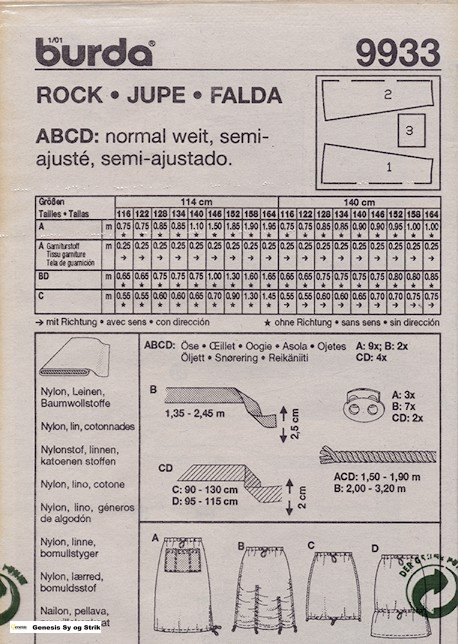 1/01
burda® 9933
ROCK • JUPE • FALDA
ABCD: normal weit, semi-
ajusté, semi-ajustado.
2
3
1
Größen 114 cm 140 cm
Tailles • Tallas 116 122 128 134 140 146 152 158 164 116 122 128 134 140 146 152 158 164
A m 0.75 0.75 0.85 0.85 1.10 1.50 1.85 1.90 1.95 0.75 0.75 0.85 0.85 0.90 0.90 0.95 1.00 1.00
★ ★ ★ ★ ★ ★ ★ ★ ★ ★ ★ ★ ★ ★ ★ ★ ★ ★
A Garniturstoff m 0.25 0.25 0.25 0.25 0.25 0.25 0.25 0.25 0.25 0.25 0.25 0.25 0.25 0.25 0.25 0.25 0.25 0.25
Tissu garniture → → → → → → → → → → → → → → → → → →
Tela de guarnición
BD m 0.65 0.65 0.75 0.75 0.75 1.00 1.30 1.60 1.65 0.65 0.65 0.75 0.75 0.75 0.75 0.80 0.80 0.85
★ ★ ★ ★ ★ ★ ★ ★ ★ ★ ★ ★ ★ ★ ★ ★ ★ ★
C m 0.55 0.55 0.60 0.60 0.65 0.70 0.90 1.30 1.45 0.55 0.55 0.60 0.60 0.65 0.70 0.70 0.75 0.75
→ mit Richtung • avec sens • con dirección ★ ohne Richtung • sans sens • sin dirección
ABCD: Öse • Œillet • Oogie • Asola • Ojetes A: 9x; B: 2x
Öljett • Snørering • Reikäniiti CD: 4x
Nylon, Leinen,
Baumwollstoffe
Nylon, lin, cotonnades
Nylonstof, linnen,
katoenen stoffen
Nylon, lino, cotone
Nylon, lino, géneros
de algodón
Nylon, linne,
bomullstyger
Nylon, lærred,
bomuldsstof
Nailon, pellava,
B
1,35 - 2,45 m
2,5 cm
A: 3x
B: 7x
CD: 2x
CD
C: 90 - 130 cm
D: 95 - 115 cm
2 cm
ACD: 1,50 - 1,90 m
B: 2,00 - 3,20 m
A B C D
Genesis Sy og Strik